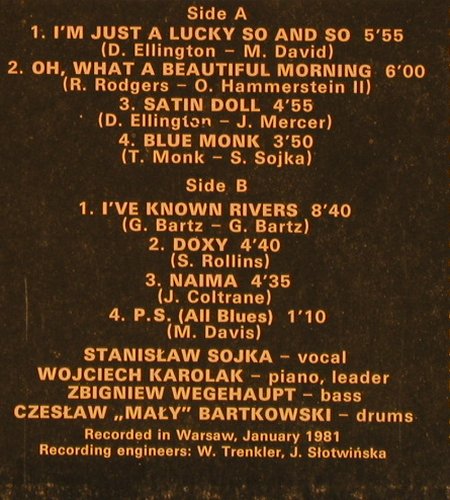 Side A
1. I'M JUST A LUCKY SO AND SO 5'55
(D. Ellington – M. David)
2. OH, WHAT A BEAUTIFUL MORNING 6'00
(R. Rodgers – O. Hammerstein II)
3. SATIN DOLL 4'55
(D. Ellington – J. Mercer)
4. BLUE MONK 3'50
(T. Monk – S. Sojka)
Side B
1. I'VE KNOWN RIVERS 8'40
(G. Bartz – G. Bartz)
2. DOXY 4'40
(S. Rollins)
3. NAIMA 4'35
(J. Coltrane)
4. P.S. (All Blues) 1'10
(M. Davis)
STANISŁAW SOJKA – vocal
WOJCIECH KAROLAK – piano, leader
ZBIGNIEW WEGEHAUPT – bass
CZESŁAW „MAŁY” BARTKOWSKI – drums
Recorded in Warsaw, January 1981
Recording engineers: W. Trenkler, J. Słotwińska